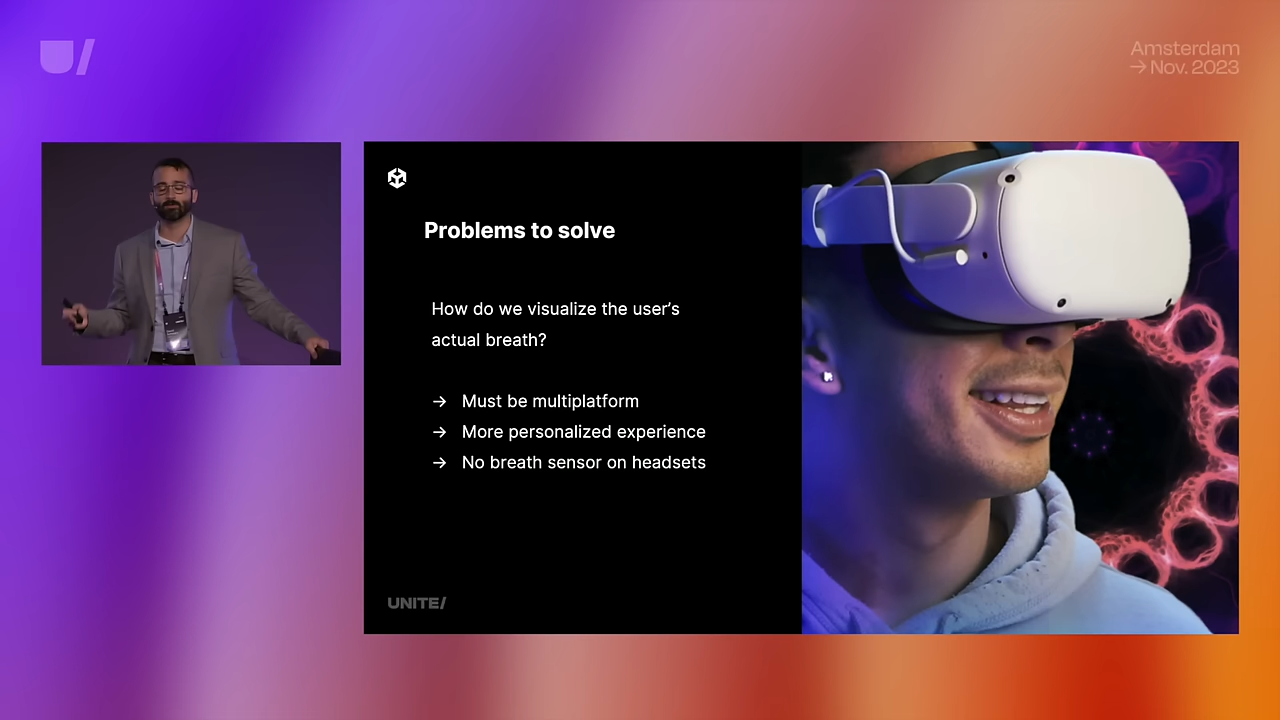 Amsterdam
→ Nov. 2023
Problems to solve
How do we visualize the user’s
actual breath?
→ Must be multiplatform
→ More personalized experience
→ No breath sensor on headsets
UNITE/